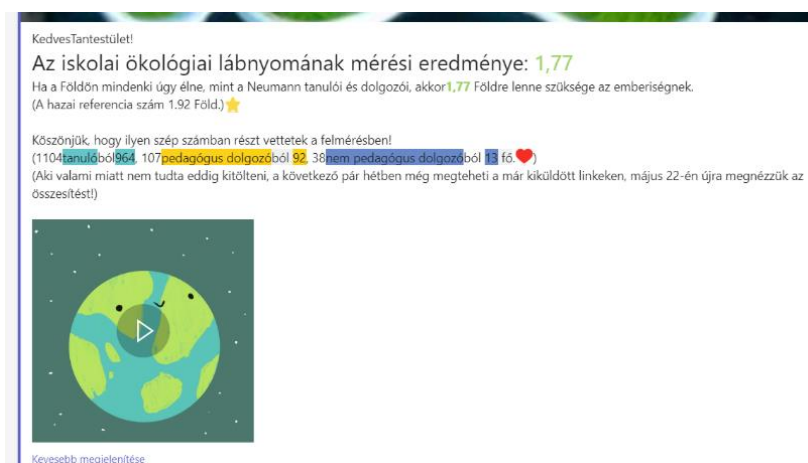 KedvesTantestület!
Az iskolai ökológiai lábnyomának mérési eredménye: 1,77
Ha a Földön mindenki úgy élne, mint a Neumann tanulói és dolgozói, akkor1,77 Földre lenne szüksége az emberiségnek.
(A hazai referencia szám 1.92 Föld.)⭐
Köszönjük, hogy ilyen szép számban részt vettetek a felmérésben!
(1104tanulóból964, 107pedagógus dolgozóból 92, 38nem pedagógus dolgozóból 13 fő.❤️)
(Aki valami miatt nem tudta eddig kitölteni, a következő pár hétben még megteheti a már kiküldött linkeken, május 22-én újra megnézzük az
összesítést!)
Kevesebb megjelenítése